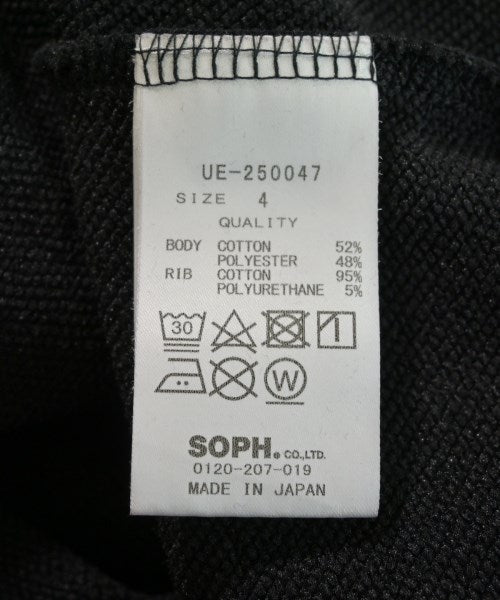 UE-250047
SIZE 4
QUALITY
BODY COTTON 52%
POLYESTER 48%
RIB COTTON 95%
POLYURETHANE 5%
30
W
SOPH. CO.,LTD.
0120-207-019
MADE IN JAPAN